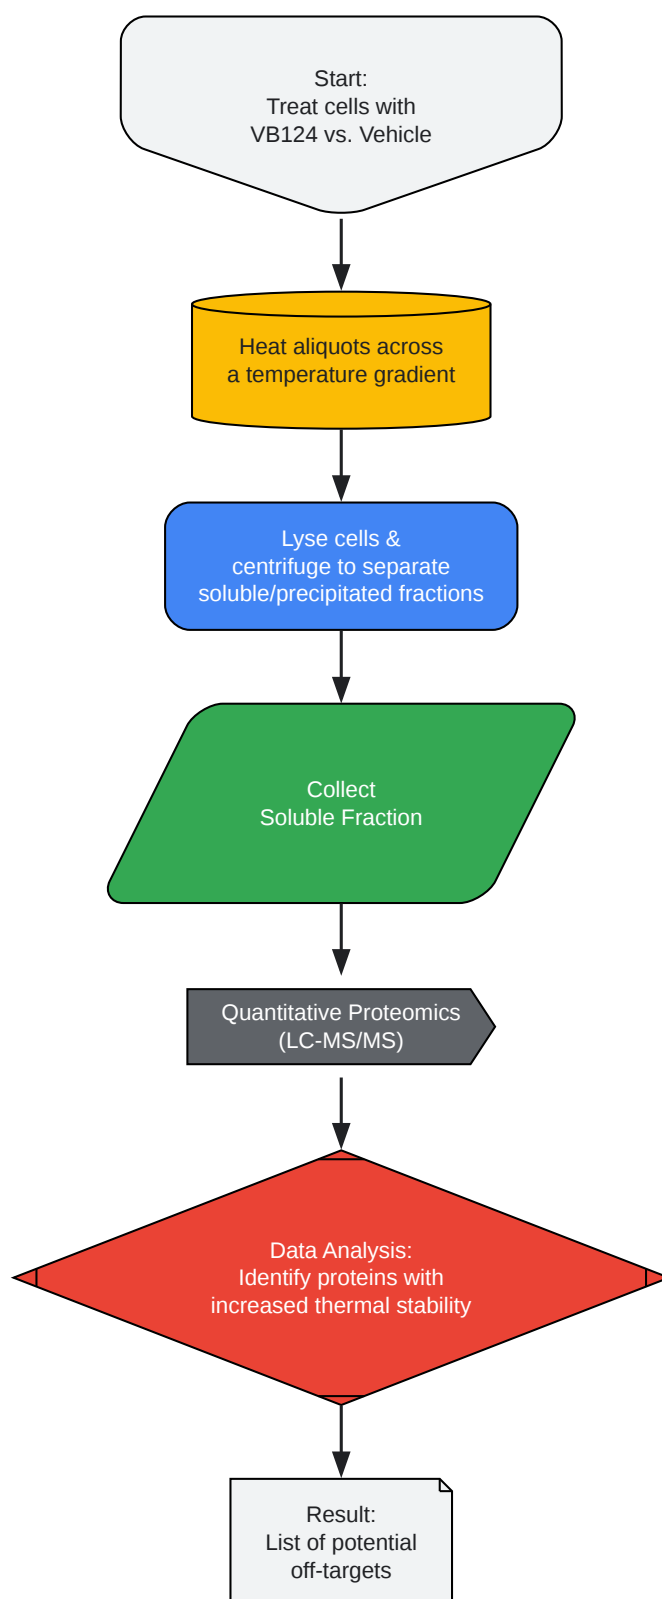 Start:
Treat cells with
VB124 vs. Vehicle
Heat aliquots across
a temperature gradient
Lyse cells &
centrifuge to separate
soluble/precipitated fractions
Collect
Soluble Fraction
Quantitative Proteomics
(LC-MS/MS)
Data Analysis:
Identify proteins with
increased thermal stability
Result:
List of potential
off-targets